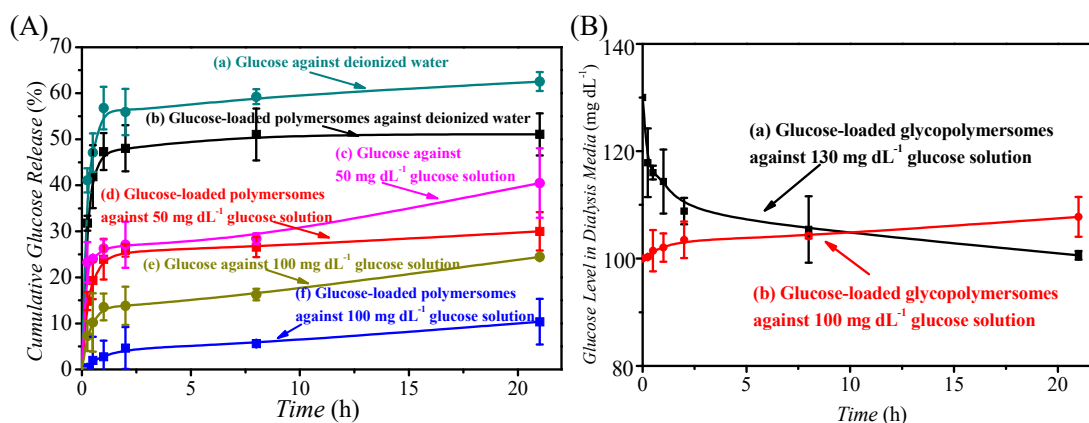 (A)
70
60
50
40
30
20
10
0
Cumulative Glucose Release (%)
(a) Glucose against deionized water
(b) Glucose-loaded polymersomes against deionized water
(c) Glucose against
50 mg dL⁻¹ glucose solution
(d) Glucose-loaded polymersomes
against 50 mg dL⁻¹ glucose solution
(e) Glucose against 100 mg dL⁻¹ glucose solution
(f) Glucose-loaded polymersomes
against 100 mg dL⁻¹ glucose solution
0 5 10 15 20
Time (h)
(B)
140
120
100
80
Glucose Level in Dialysis Media (mg dL⁻¹)
(a) Glucose-loaded glycopolymersomes
against 130 mg dL⁻¹ glucose solution
(b) Glucose-loaded glycopolymersomes
against 100 mg dL⁻¹ glucose solution
0 5 10 15 20
Time (h)